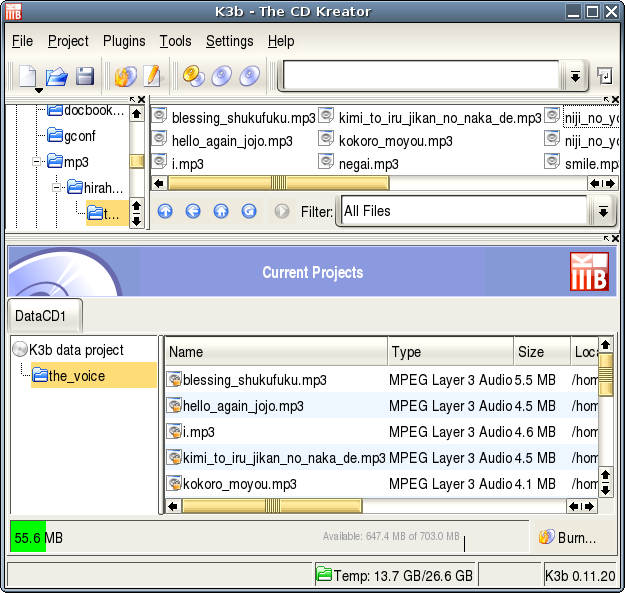 K3b - The CD Kreator
File Project Plugins Tools Settings Help
docbook...
gconf
mp3
hirah...
t...
blessing_shukufuku.mp3 kimi_to_iru_jikan_no_naka_de.mp3 niji_no_yo
hello_again_jojo.mp3 kokoro_moyou.mp3 niji_no_yo
i.mp3 negai.mp3 smile.mp3
Filter: All Files
Current Projects
K3B
DataCD1
K3b data project
the_voice
Name Type Size Loca
blessing_shukufuku.mp3 MPEG Layer 3 Audio 5.5 MB /hom
hello_again_jojo.mp3 MPEG Layer 3 Audio 4.5 MB /hom
i.mp3 MPEG Layer 3 Audio 4.6 MB /hom
kimi_to_iru_jikan_no_naka_de.mp3 MPEG Layer 3 Audio 4.5 MB /hom
kokoro_moyou.mp3 MPEG Layer 3 Audio 4.1 MB /hom
55.6 MB Available: 647.4 MB of 703.0 MB Burn...
Temp: 13.7 GB/26.6 GB K3b 0.11.20